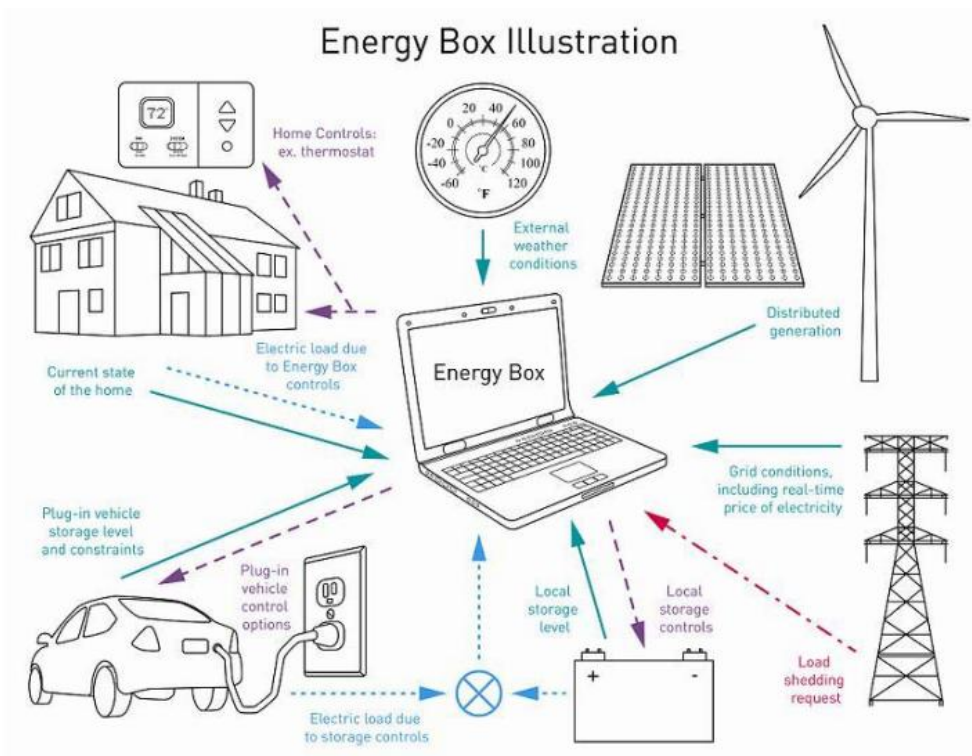 Energy Box Illustration
72°
Home Controls:
ex. thermostat
-60
-40
-20
0
20
40
60
80
100
120
°C
°F
External
weather
conditions
Distributed
generation
Electric load due
to Energy Box
controls
Energy Box
Current state
of the home
Grid conditions,
including real-time
price of electricity
Plug-in vehicle
storage level
and constraints
Plug-in
vehicle
control
options
Local
storage
level
Local
storage
controls
Load
shedding
request
+
-
Electric load due
to storage controls